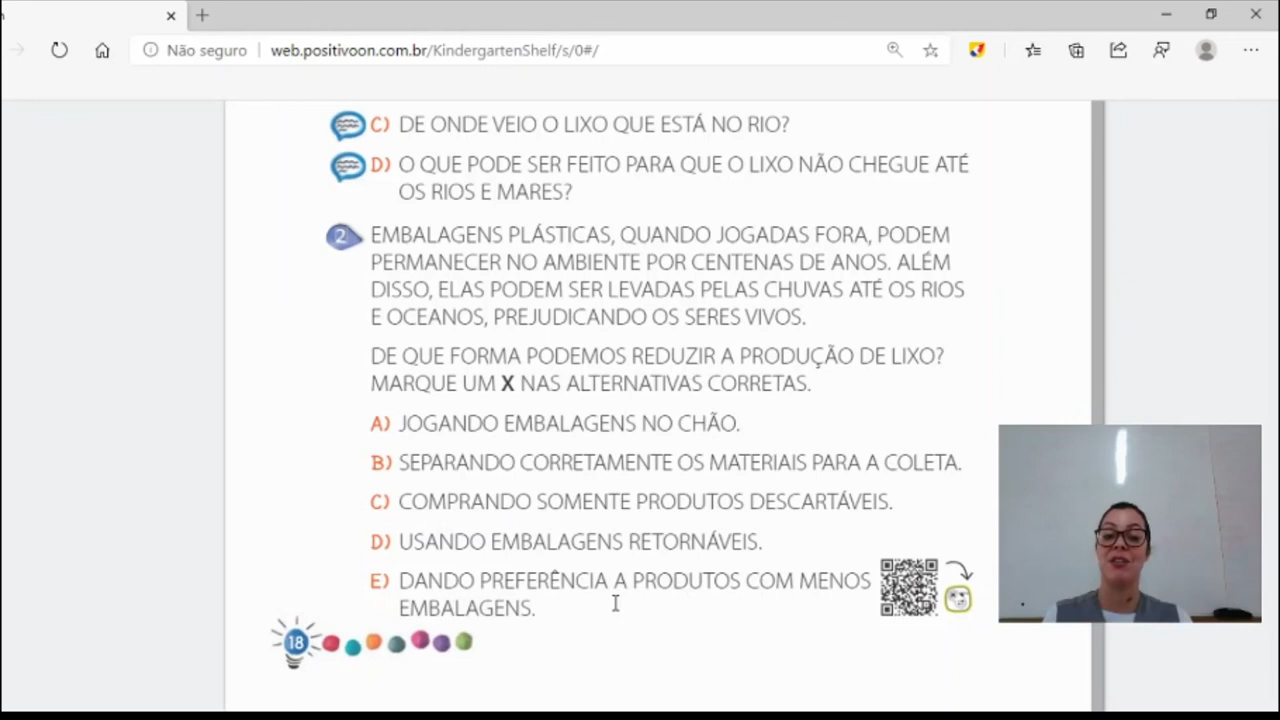 Não seguro
web.positivoon.com.br/KindergartenShelf/s/0#/
C) DE ONDE VEIO O LIXO QUE ESTÁ NO RIO?
D) O QUE PODE SER FEITO PARA QUE O LIXO NÃO CHEGUE ATÉ
OS RIOS E MARES?
2 EMBALAGENS PLÁSTICAS, QUANDO JOGADAS FORA, PODEM
PERMANECER NO AMBIENTE POR CENTENAS DE ANOS. ALÉM
DISSO, ELAS PODEM SER LEVADAS PELAS CHUVAS ATÉ OS RIOS
E OCEANOS, PREJUDICANDO OS SERES VIVOS.
DE QUE FORMA PODEMOS REDUZIR A PRODUÇÃO DE LIXO?
MARQUE UM X NAS ALTERNATIVAS CORRETAS.
A) JOGANDO EMBALAGENS NO CHÃO.
B) SEPARANDO CORRETAMENTE OS MATERIAIS PARA A COLETA.
C) COMPRANDO SOMENTE PRODUTOS DESCARTÁVEIS.
D) USANDO EMBALAGENS RETORNÁVEIS.
E) DANDO PREFERÊNCIA A PRODUTOS COM MENOS
EMBALAGENS.
18